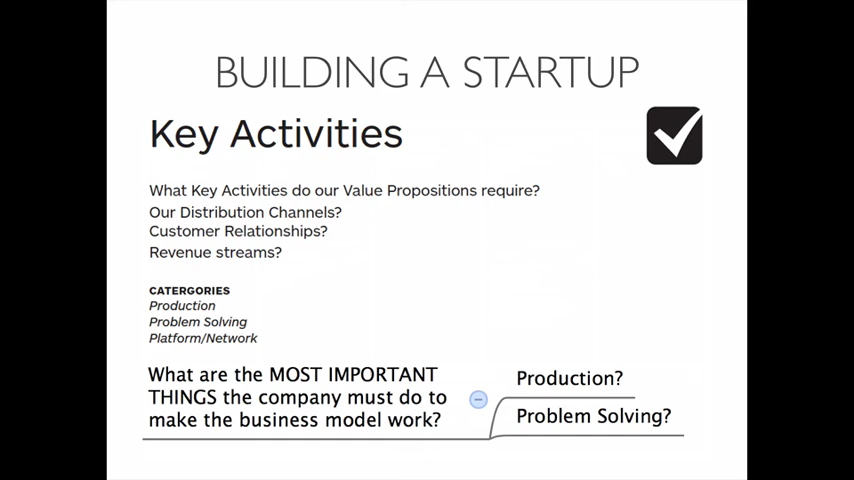 BUILDING A STARTUP
Key Activities
What Key Activities do our Value Propositions require?
Our Distribution Channels?
Customer Relationships?
Revenue streams?
CATERGORIES
Production
Problem Solving
Platform/Network
What are the MOST IMPORTANT
THINGS the company must do to
make the business model work?
Production?
Problem Solving?